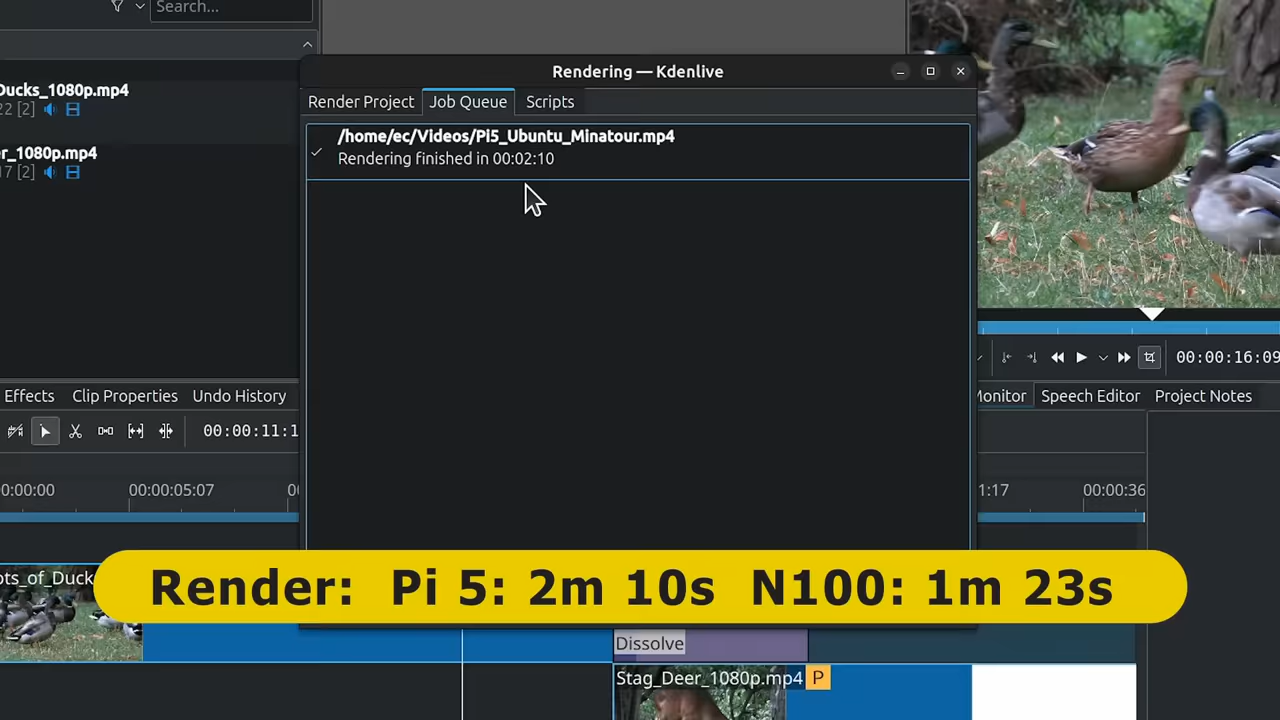 Search...
Rendering — Kdenlive
Ducks_1080p.mp4
22 [2]
er_1080p.mp4
17 [2]
Render Project
Job Queue
Scripts
/home/ec/Videos/Pi5_Ubuntu_Minatour.mp4
Rendering finished in 00:02:10
00:00:16:09
Effects
Clip Properties
Undo History
Monitor
Speech Editor
Project Notes
00:00:11:1
0:00:00
00:00:05:07
00
1:17
00:00:36
ots_of_Duck
Render: Pi 5: 2m 10s N100: 1m 23s
Dissolve
Stag_Deer_1080p.mp4 P